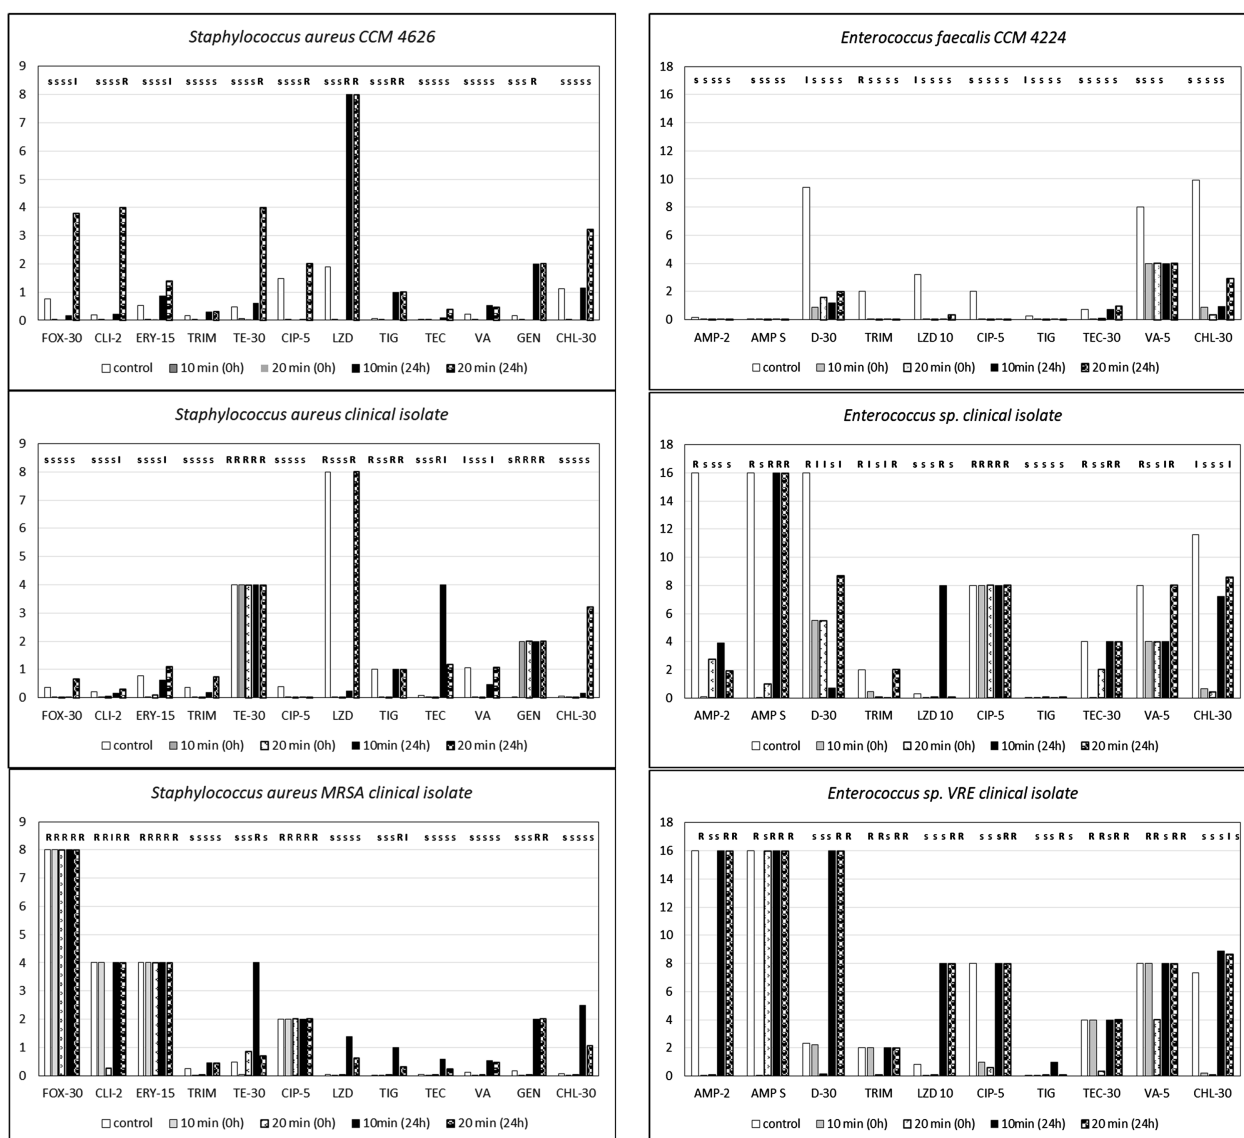 Staphylococcus aureus CCM 4626
9
s s s s I s s s s R s s s s I s s s s s s s s s R s s s s R s s s R R s s s R R s s s s s s s s s s s s s R s s s s s
8
7
6
5
4
3
2
1
0
FOX-30 CLI-2 ERY-15 TRIM TE-30 CIP-5 LZD TIG TEC VA GEN CHL-30
control 10 min (0h) 20 min (0h) 10min (24h) 20 min (24h)
Enterococcus faecalis CCM 4224
18
s s s s s s s s s s I s s s s R s s s s I s s s s s s s s s I s s s s s s s s s s s s s s s s s s
16
14
12
10
8
6
4
2
0
AMP-2 AMP S D-30 TRIM LZD 10 CIP-5 TIG TEC-30 VA-5 CHL-30
control 10 min (0h) 20 min (0h) 10min (24h) 20 min (24h)
Staphylococcus aureus clinical isolate
9
s s s s s s s s s I s s s s I s s s s s R R R R R s s s s s R s s s R R s s R R s s s R I I s s s I s R R R R s s s s s
8
7
6
5
4
3
2
1
0
FOX-30 CLI-2 ERY-15 TRIM TE-30 CIP-5 LZD TIG TEC VA GEN CHL-30
control 10 min (0h) 20 min (0h) 10min (24h) 20 min (24h)
Enterococcus sp. clinical isolate
18
R s s s s R s R R R R I I s I R I s I R s s s R s R R R R R s s s s s R s s R R R s s I R I s s s I
16
14
12
10
8
6
4
2
0
AMP-2 AMP S D-30 TRIM LZD 10 CIP-5 TIG TEC-30 VA-5 CHL-30
control 10 min (0h) 20 min (0h) 10min (24h) 20 min (24h)
Staphylococcus aureus MRSA clinical isolate
9
R R R R R R R I R R R R R R R s s s s s s s s R s R R R R R s s s s s s s s R I s s s s s s s s s s s s s R R s s s s s
8
7
6
5
4
3
2
1
0
FOX-30 CLI-2 ERY-15 TRIM TE-30 CIP-5 LZD TIG TEC VA GEN CHL-30
control 10 min (0h) 20 min (0h) 10min (24h) 20 min (24h)
Enterococcus sp. VRE clinical isolate
18
R s s R R R s R R R s s s R R R R s R R s s s R R s s s R R s s s R s R R s R R R R s R R s s s I s
16
14
12
10
8
6
4
2
0
AMP-2 AMP S D-30 TRIM LZD 10 CIP-5 TIG TEC-30 VA-5 CHL-30
control 10 min (0h) 20 min (0h) 10min (24h) 20 min (24h)